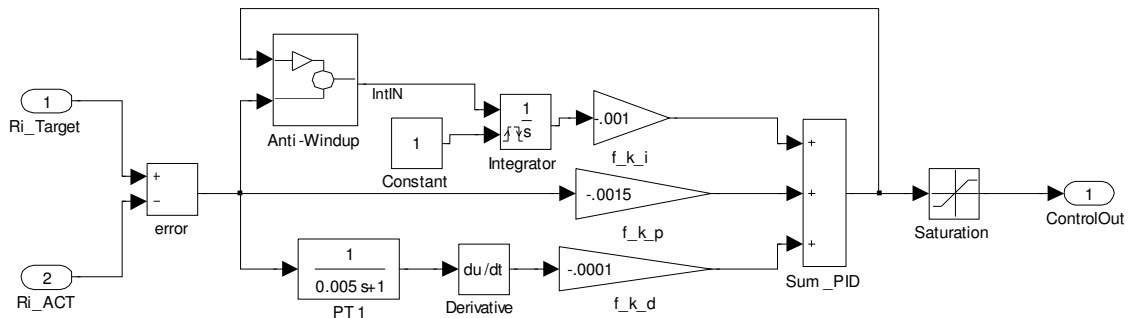 1
Ri_Target
+
−
error
2
Ri_ACT
Anti-Windup
IntIN
1
Constant
1
s
Integrator
-.001
f_k_i
-.0015
f_k_p
1
0.005 s+1
PT1
du/dt
Derivative
-.0001
f_k_d
+
+
+
Sum_PID
Saturation
1
ControlOut